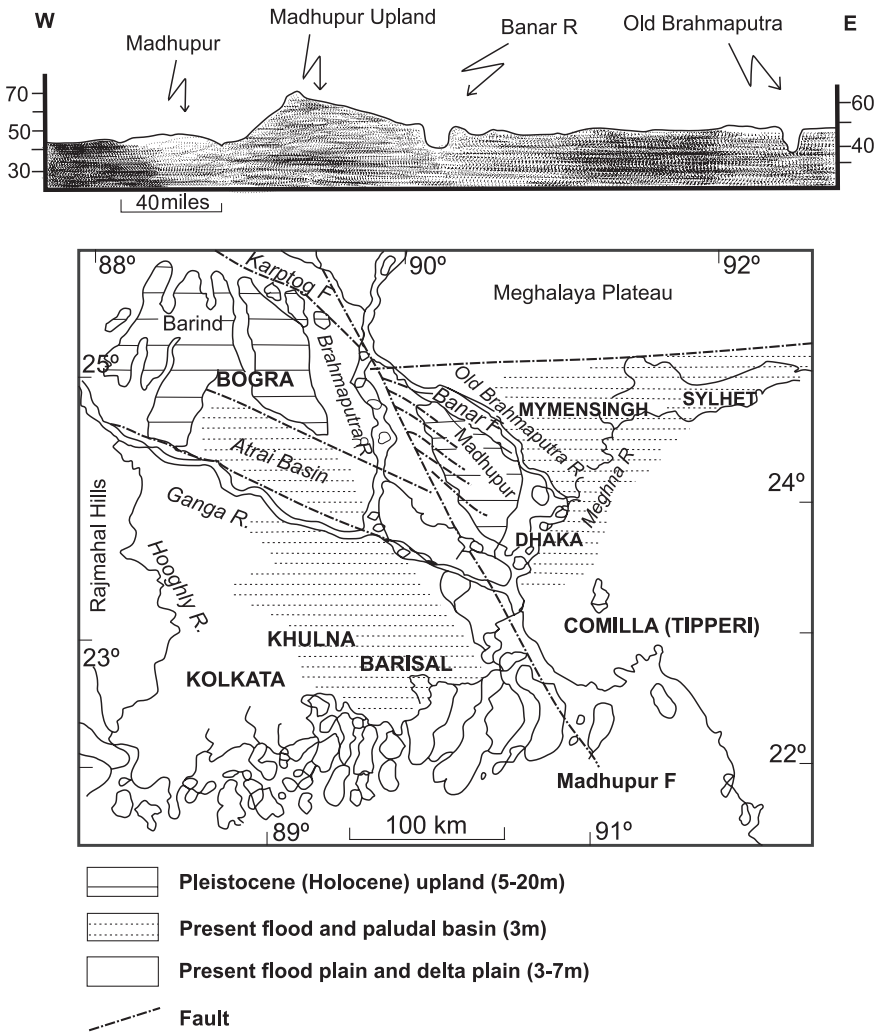 W
Madhupur
Madhupur Upland
Banar R
Old Brahmaputra
E
70
50
30
60
40
40 miles
88º
90º
92º
Karptoq F
Meghalaya Plateau
Barind
25º
BOGRA
Brahmaputra R.
Old Brahmaputra R.
Banar F
Madhupur
MYMENSINGH
SYLHET
Atrai Basin
24º
Ganga R.
Meghna R
Rajmahal Hills
Hooghly R.
DHAKA
COMILLA (TIPPERI)
KHULNA
23º
BARISAL
KOLKATA
22º
Madhupur F
89º
100 km
91º
Pleistocene (Holocene) upland (5-20m)
Present flood and paludal basin (3m)
Present flood plain and delta plain (3-7m)
Fault